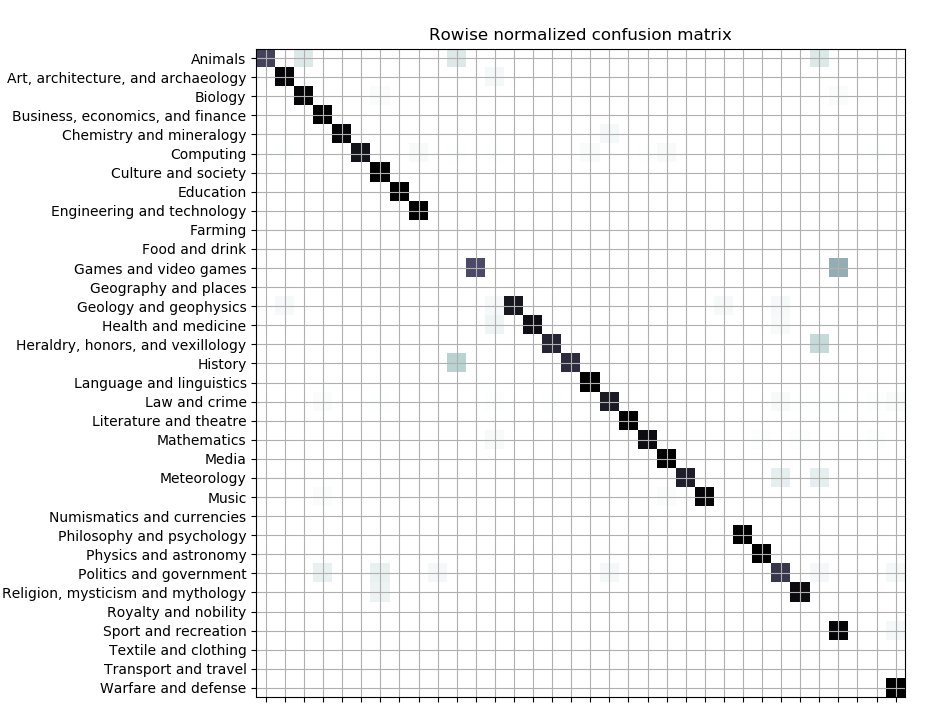 Rowise normalized confusion matrix
Animals
Art, architecture, and archaeology
Biology
Business, economics, and finance
Chemistry and mineralogy
Computing
Culture and society
Education
Engineering and technology
Farming
Food and drink
Games and video games
Geography and places
Geology and geophysics
Health and medicine
Heraldry, honors, and vexillology
History
Language and linguistics
Law and crime
Literature and theatre
Mathematics
Media
Meteorology
Music
Numismatics and currencies
Philosophy and psychology
Physics and astronomy
Politics and government
Religion, mysticism and mythology
Royalty and nobility
Sport and recreation
Textile and clothing
Transport and travel
Warfare and defense